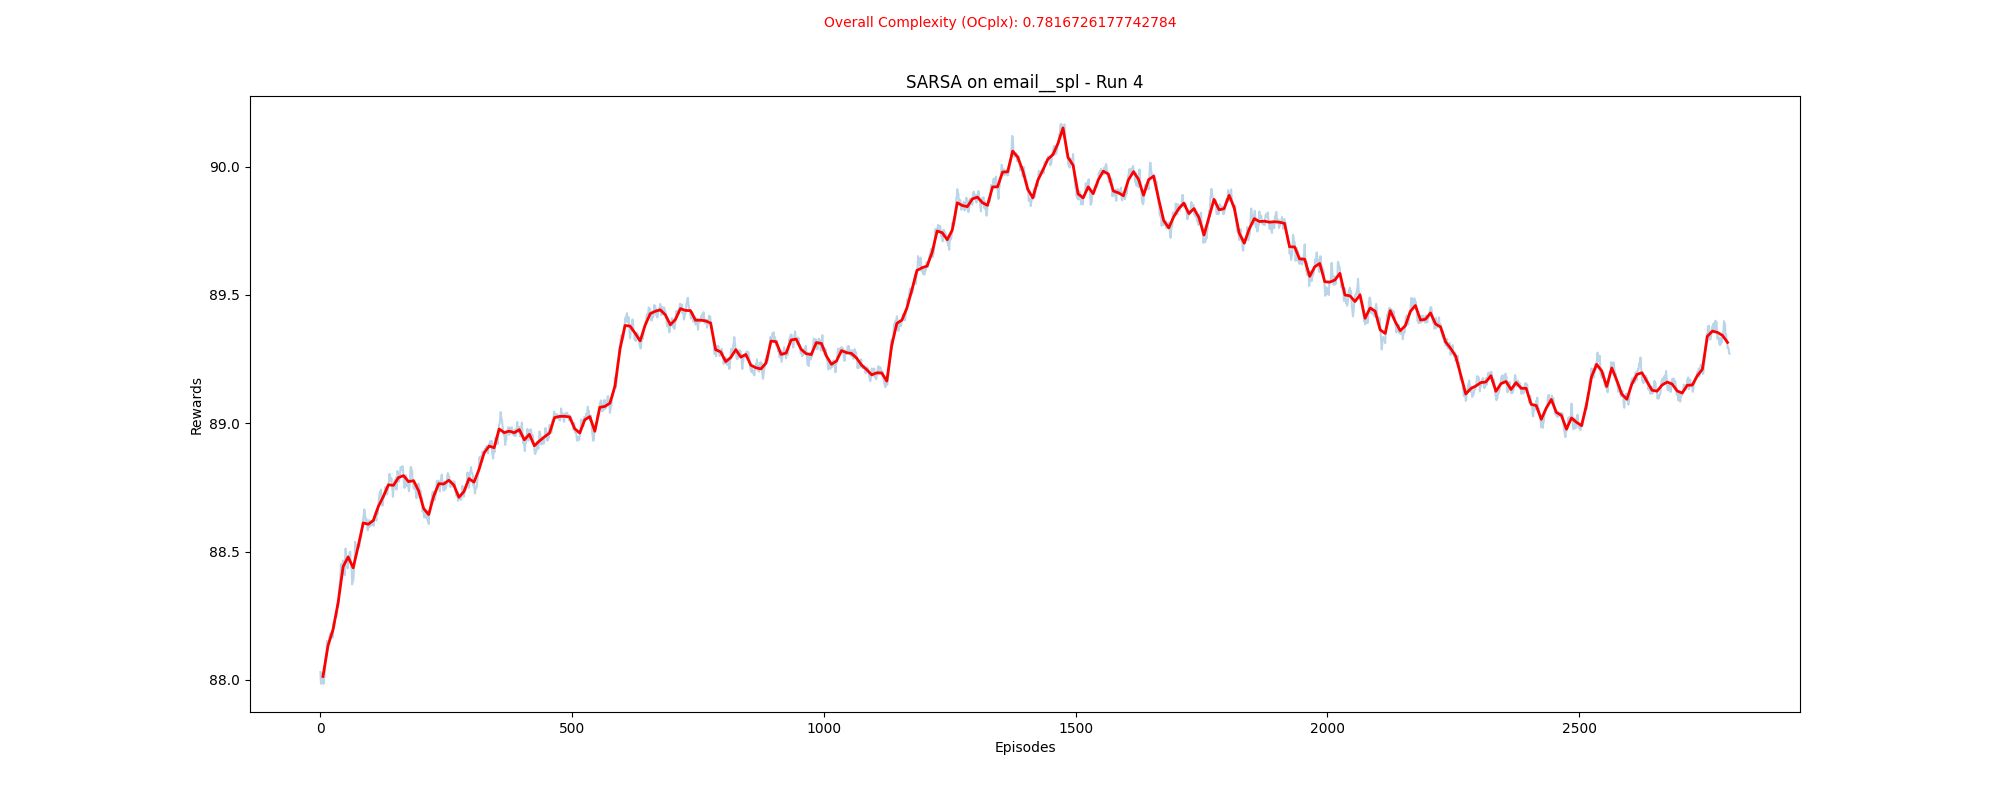 Overall Complexity (OCplx): 0.7816726177742784
SARSA on email__spl - Run 4
90.0
89.5
89.0
88.5
88.0
Rewards
0 500 1000 1500 2000 2500
Episodes